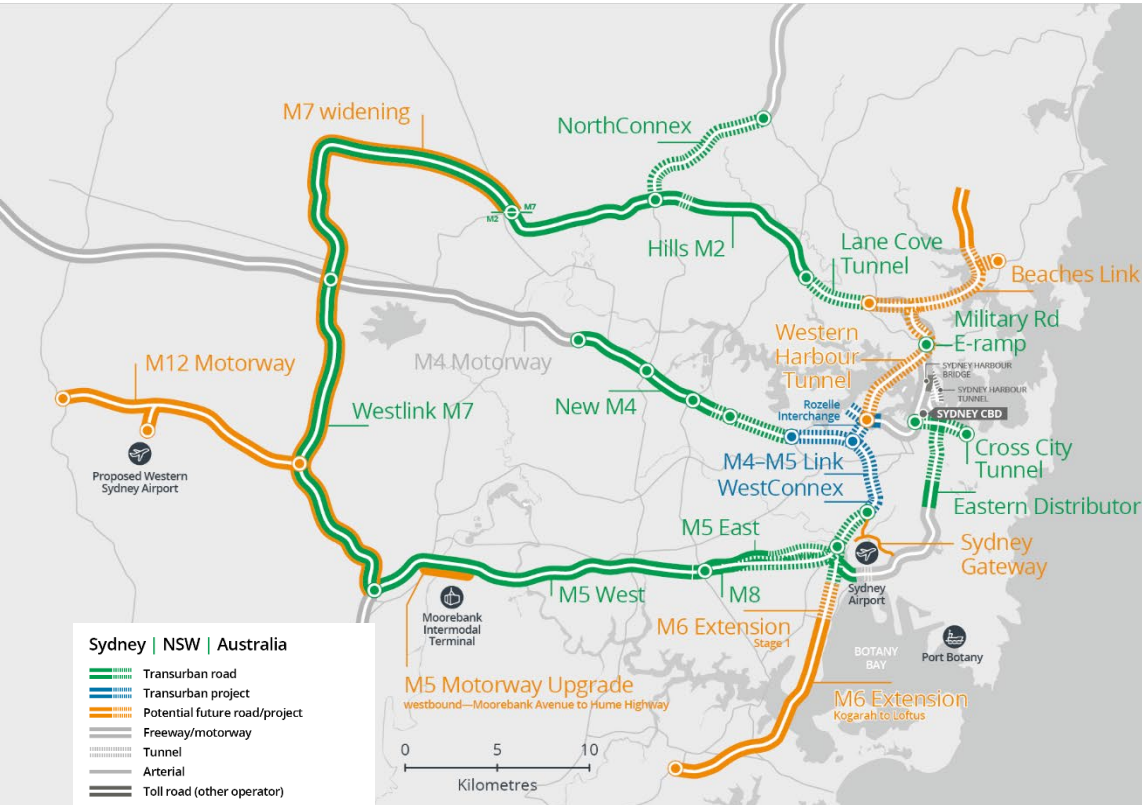 M7 widening
NorthConnex
M7
M2
Hills M2
Lane Cove
Tunnel
Beaches Link
Military Rd
E-ramp
Western
Harbour
Tunnel
M12 Motorway
M4 Motorway
SYDNEY HARBOUR
BRIDGE
SYDNEY HARBOUR
TUNNEL
Westlink M7
New M4
Rozelle
Interchange
SYDNEY CBD
Cross City
Tunnel
M4–M5 Link
WestConnex
Proposed Western
Sydney Airport
Eastern Distributor
M5 East
Sydney
Gateway
M5 West
M8
Sydney
Airport
Moorebank
Intermodal
Terminal
M6 Extension
Stage 1
BOTANY
BAY
Port Botany
M5 Motorway Upgrade
westbound—Moorebank Avenue to Hume Highway
M6 Extension
Kogarah to Loftus
0 5 10
Kilometres
Sydney | NSW | Australia
Transurban road
Transurban project
Potential future road/project
Freeway/motorway
Tunnel
Arterial
Toll road (other operator)